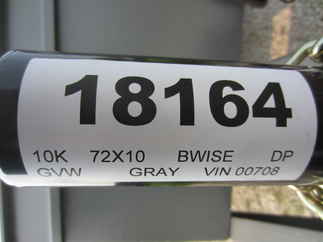 18164
10K 72X10 BWISE DP
GVW GRAY VIN 00708